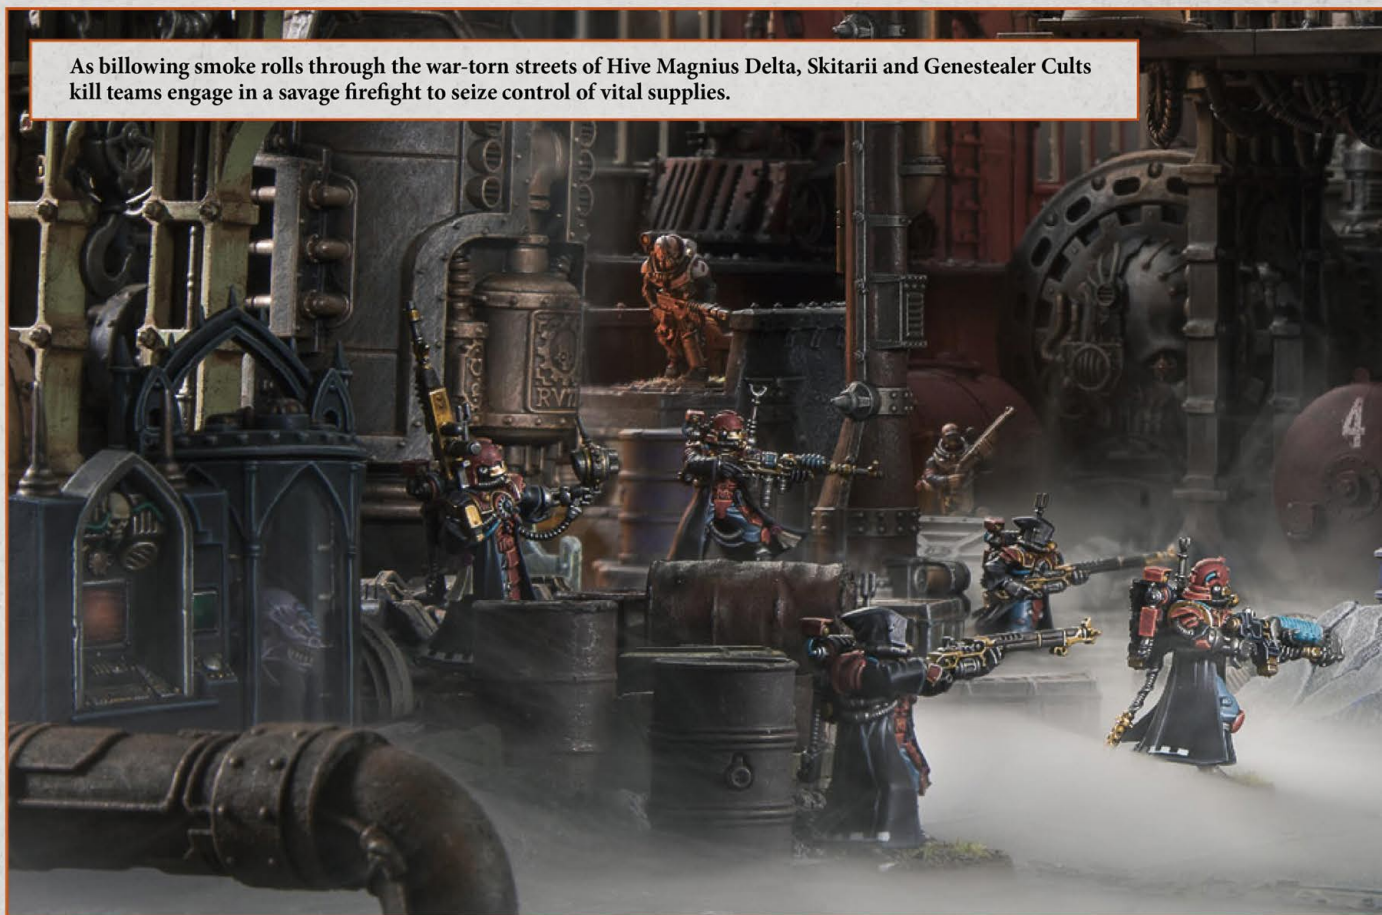 As billowing smoke rolls through the war-torn streets of Hive Magnius Delta, Skitarii and Genestealer Cults
kill teams engage in a savage firefight to seize control of vital supplies.
4